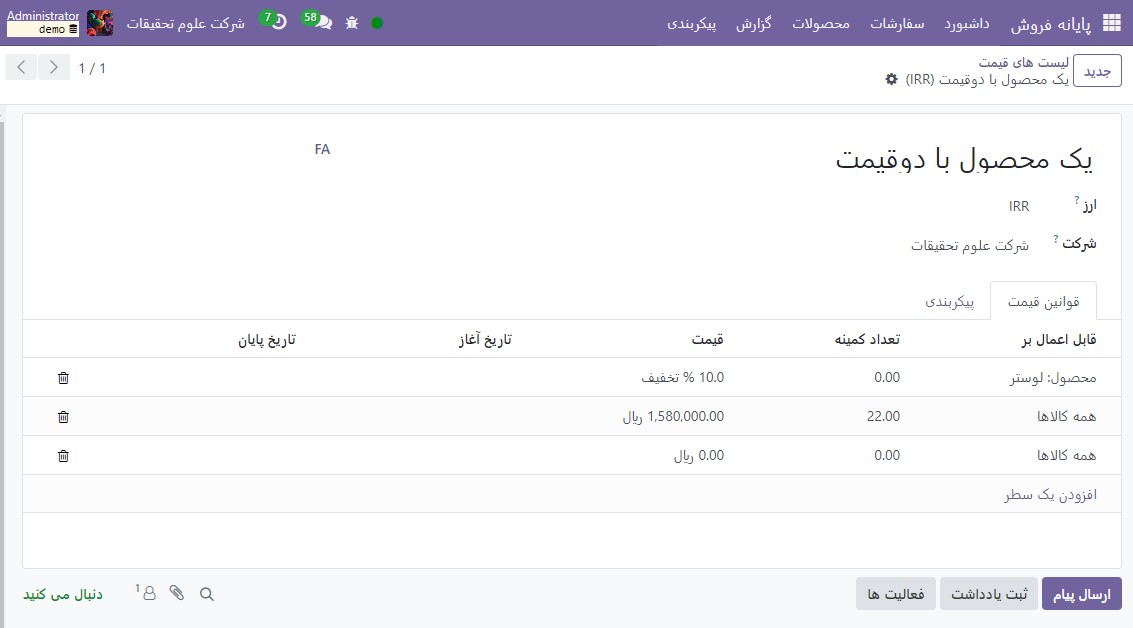 پایانه فروش داشبورد سفارشات محصولات گزارش پیکربندی 58 7 شرکت علوم تحقیقات Administrator
demo
جدید لیست های قیمت
یک محصول با دوقیمت (IRR)
1 / 1
یک محصول با دوقیمت FA
ارز ? IRR
شرکت ? شرکت علوم تحقیقات
قوانین قیمت پیکربندی
قابل اعمال بر تعداد کمینه قیمت تاریخ آغاز تاریخ پایان
محصول: لوستر 0.00 10.0 % تخفیف
همه کالاها 22.00 1,580,000.00 ریال
همه کالاها 0.00 0.00 ریال
افزودن یک سطر
ارسال پیام ثبت یادداشت فعالیت ها 1 دنبال می کنید